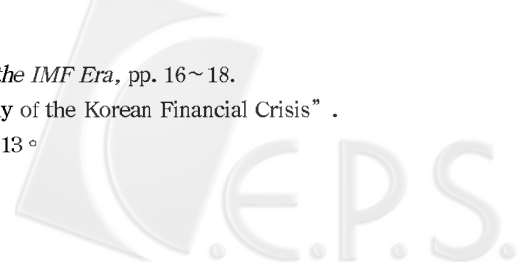 the IMF Era, pp. 16~18.
y of the Korean Financial Crisis”.
13。
C.E.P.S.